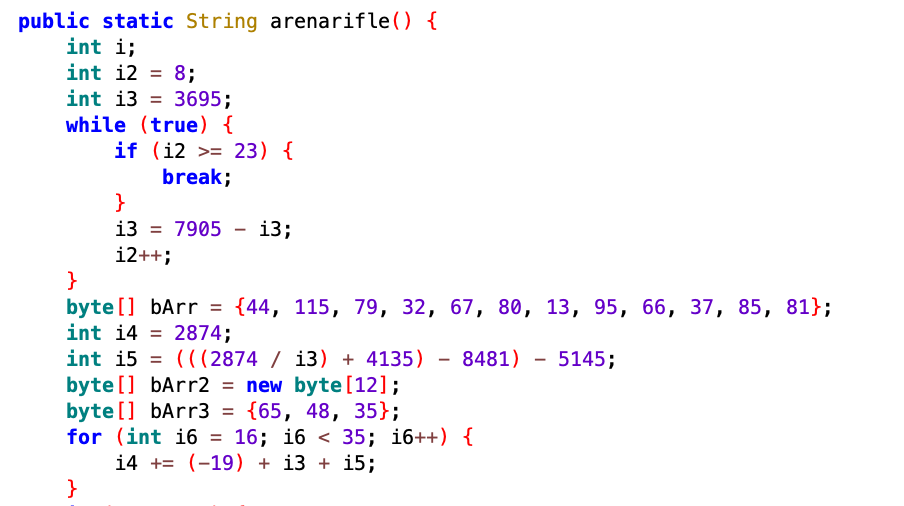 public static String arenarifle() {
    int i;
    int i2 = 8;
    int i3 = 3695;
    while (true) {
        if (i2 >= 23) {
            break;
        }
        i3 = 7905 - i3;
        i2++;
    }
    byte[] bArr = {44, 115, 79, 32, 67, 80, 13, 95, 66, 37, 85, 81};
    int i4 = 2874;
    int i5 = (((2874 / i3) + 4135) - 8481) - 5145;
    byte[] bArr2 = new byte[12];
    byte[] bArr3 = {65, 48, 35};
    for (int i6 = 16; i6 < 35; i6++) {
        i4 += (-19) + i3 + i5;
    }